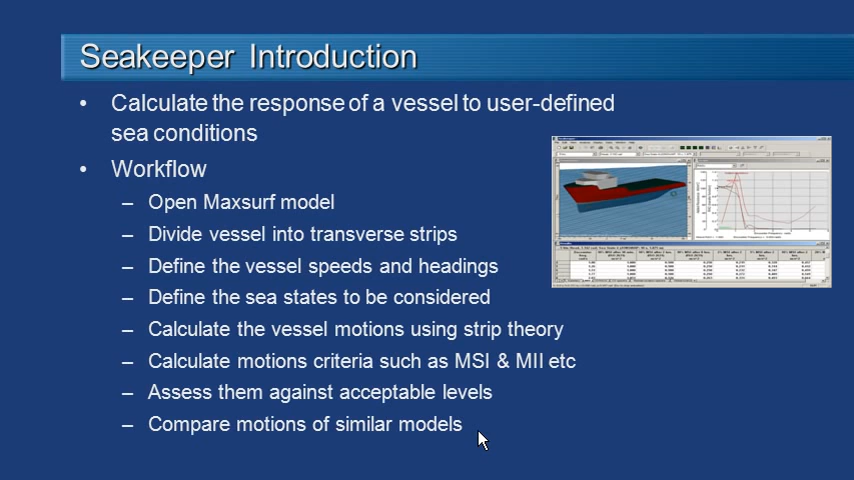 Seakeeper Introduction
• Calculate the response of a vessel to user-defined
sea conditions
• Workflow
– Open Maxsurf model
– Divide vessel into transverse strips
– Define the vessel speeds and headings
– Define the sea states to be considered
– Calculate the vessel motions using strip theory
– Calculate motions criteria such as MSI & MII etc
– Assess them against acceptable levels
– Compare motions of similar models